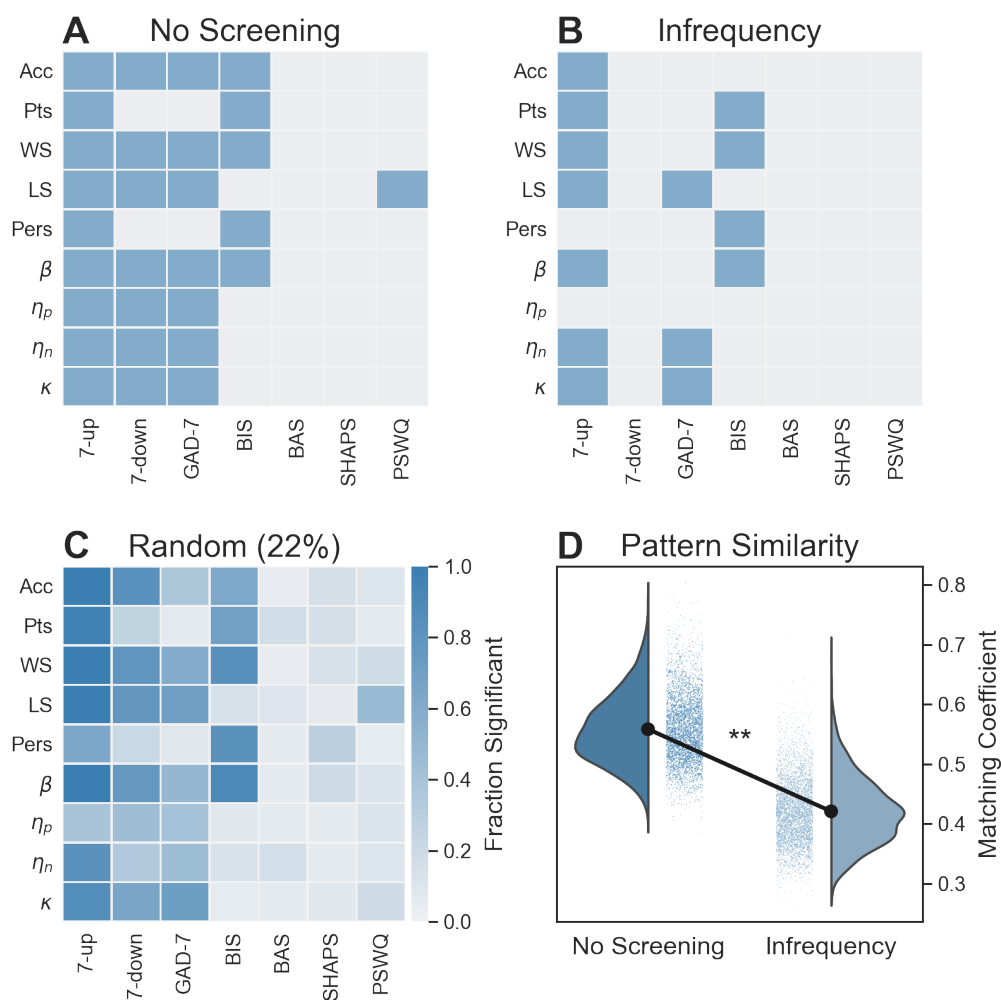 A No Screening
Acc
Pts
WS
LS
Pers
β
ηp
ηn
κ
7-up
7-down
GAD-7
BIS
BAS
SHAPS
PSWQ
B Infrequency
Acc
Pts
WS
LS
Pers
β
ηp
ηn
κ
7-up
7-down
GAD-7
BIS
BAS
SHAPS
PSWQ
C Random (22%)
Acc
Pts
WS
LS
Pers
β
ηp
ηn
κ
7-up
7-down
GAD-7
BIS
BAS
SHAPS
PSWQ
1.0
0.8
0.6
0.4
0.2
0.0
Fraction Significant
D Pattern Similarity
**
0.8
0.7
0.6
0.5
0.4
0.3
Matching Coefficient
No Screening
Infrequency